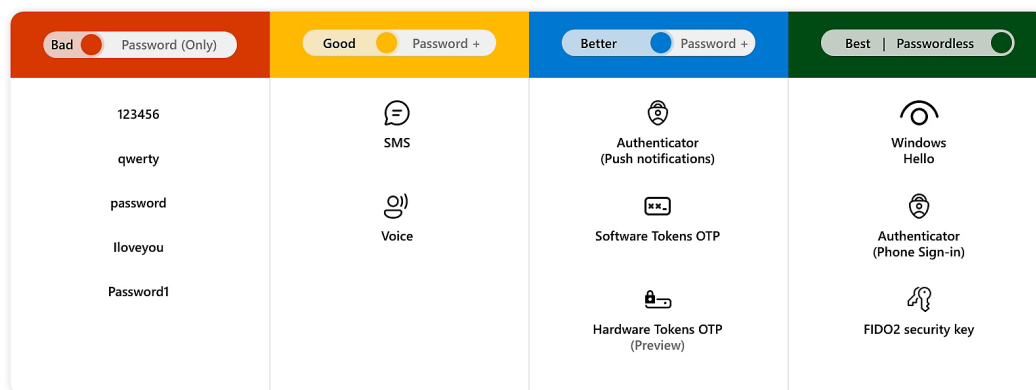 Bad Password (Only)
123456
qwerty
password
Iloveyou
Password1
Good Password +
SMS
Voice
Better Password +
Authenticator
(Push notifications)
Software Tokens OTP
Hardware Tokens OTP
(Preview)
Best | Passwordless
Windows
Hello
Authenticator
(Phone Sign-in)
FIDO2 security key